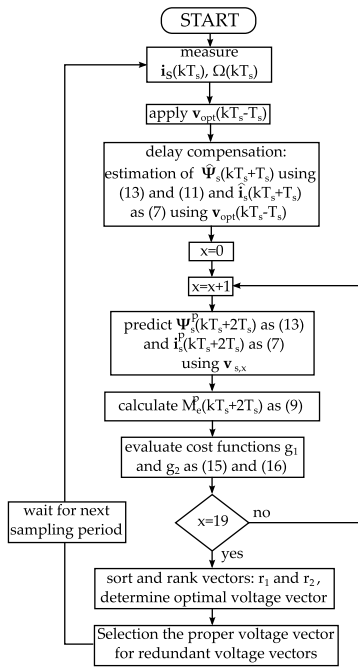 START
measure
i_S(kT_s), Ω(kT_s)
apply v_opt(kT_s-T_s)
delay compensation:
estimation of Ψ̂_s(kT_s+T_s) using
(13) and (11) and î_s(kT_s+T_s)
as (7) using v_opt(kT_s-T_s)
x=0
x=x+1
predict Ψ_s^p(kT_s+2T_s) as (13)
and i_s^p(kT_s+2T_s) as (7)
using v_s,x
calculate M_e^p(kT_s+2T_s) as (9)
evaluate cost functions g_1
and g_2 as (15) and (16)
wait for next
sampling period
x=19
no
yes
sort and rank vectors: r_1 and r_2,
determine optimal voltage vector
Selection the proper voltage vector
for redundant voltage vectors